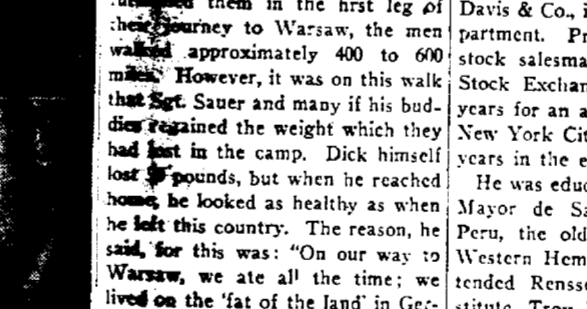 them in the first leg of
their journey to Warsaw, the men
walked approximately 400 to 600
miles. However, it was on this walk
that Sgt. Sauer and many if his bud-
dies regained the weight which they
had lost in the camp. Dick himself
lost pounds, but when he reached
home, he looked as healthy as when
he left this country. The reason, he
said, for this was: "On our way to
Warsaw, we ate all the time; we
lived on the 'fat of the land' in Ger-
Davis & Co., i
partment. Pr
stock salesma
Stock Exchan
years for an a
New York Cit
years in the e
He was educ
Mayor de Sa
Peru, the old
Western Hem
tended Rensse
stitute, Troy